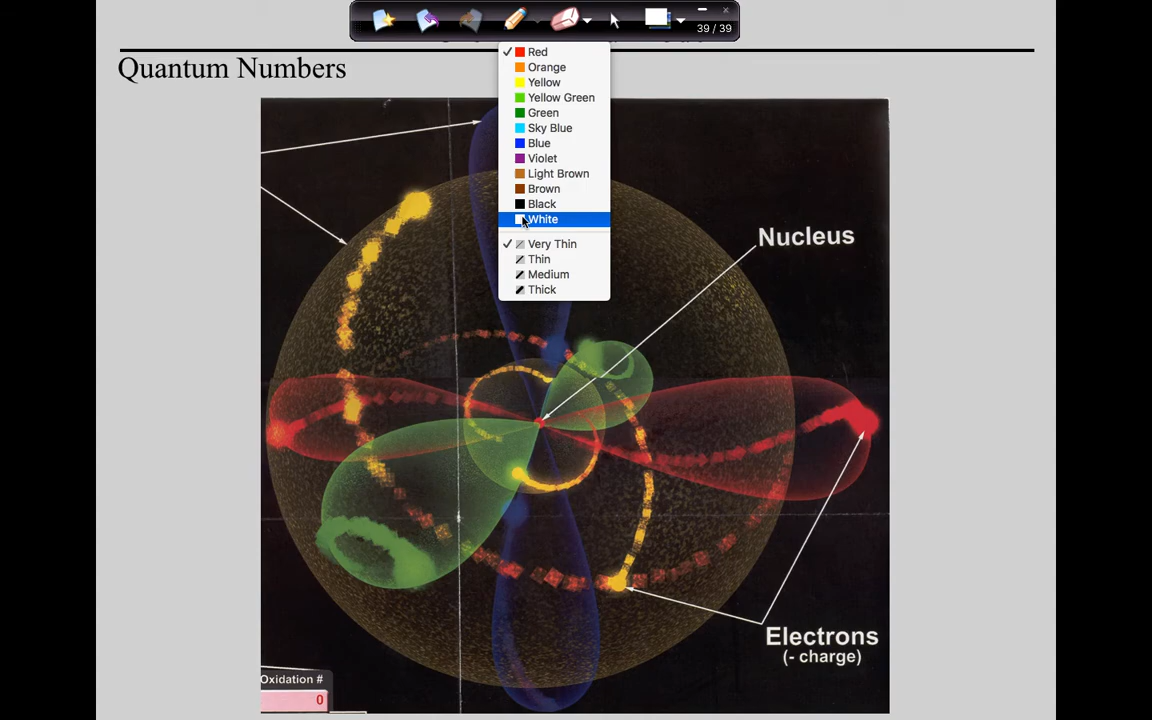 39 / 39
Red
Orange
Yellow
Yellow Green
Green
Sky Blue
Blue
Violet
Light Brown
Brown
Black
White
Very Thin
Thin
Medium
Thick
Quantum Numbers
Nucleus
Electrons
(- charge)
Oxidation #
0